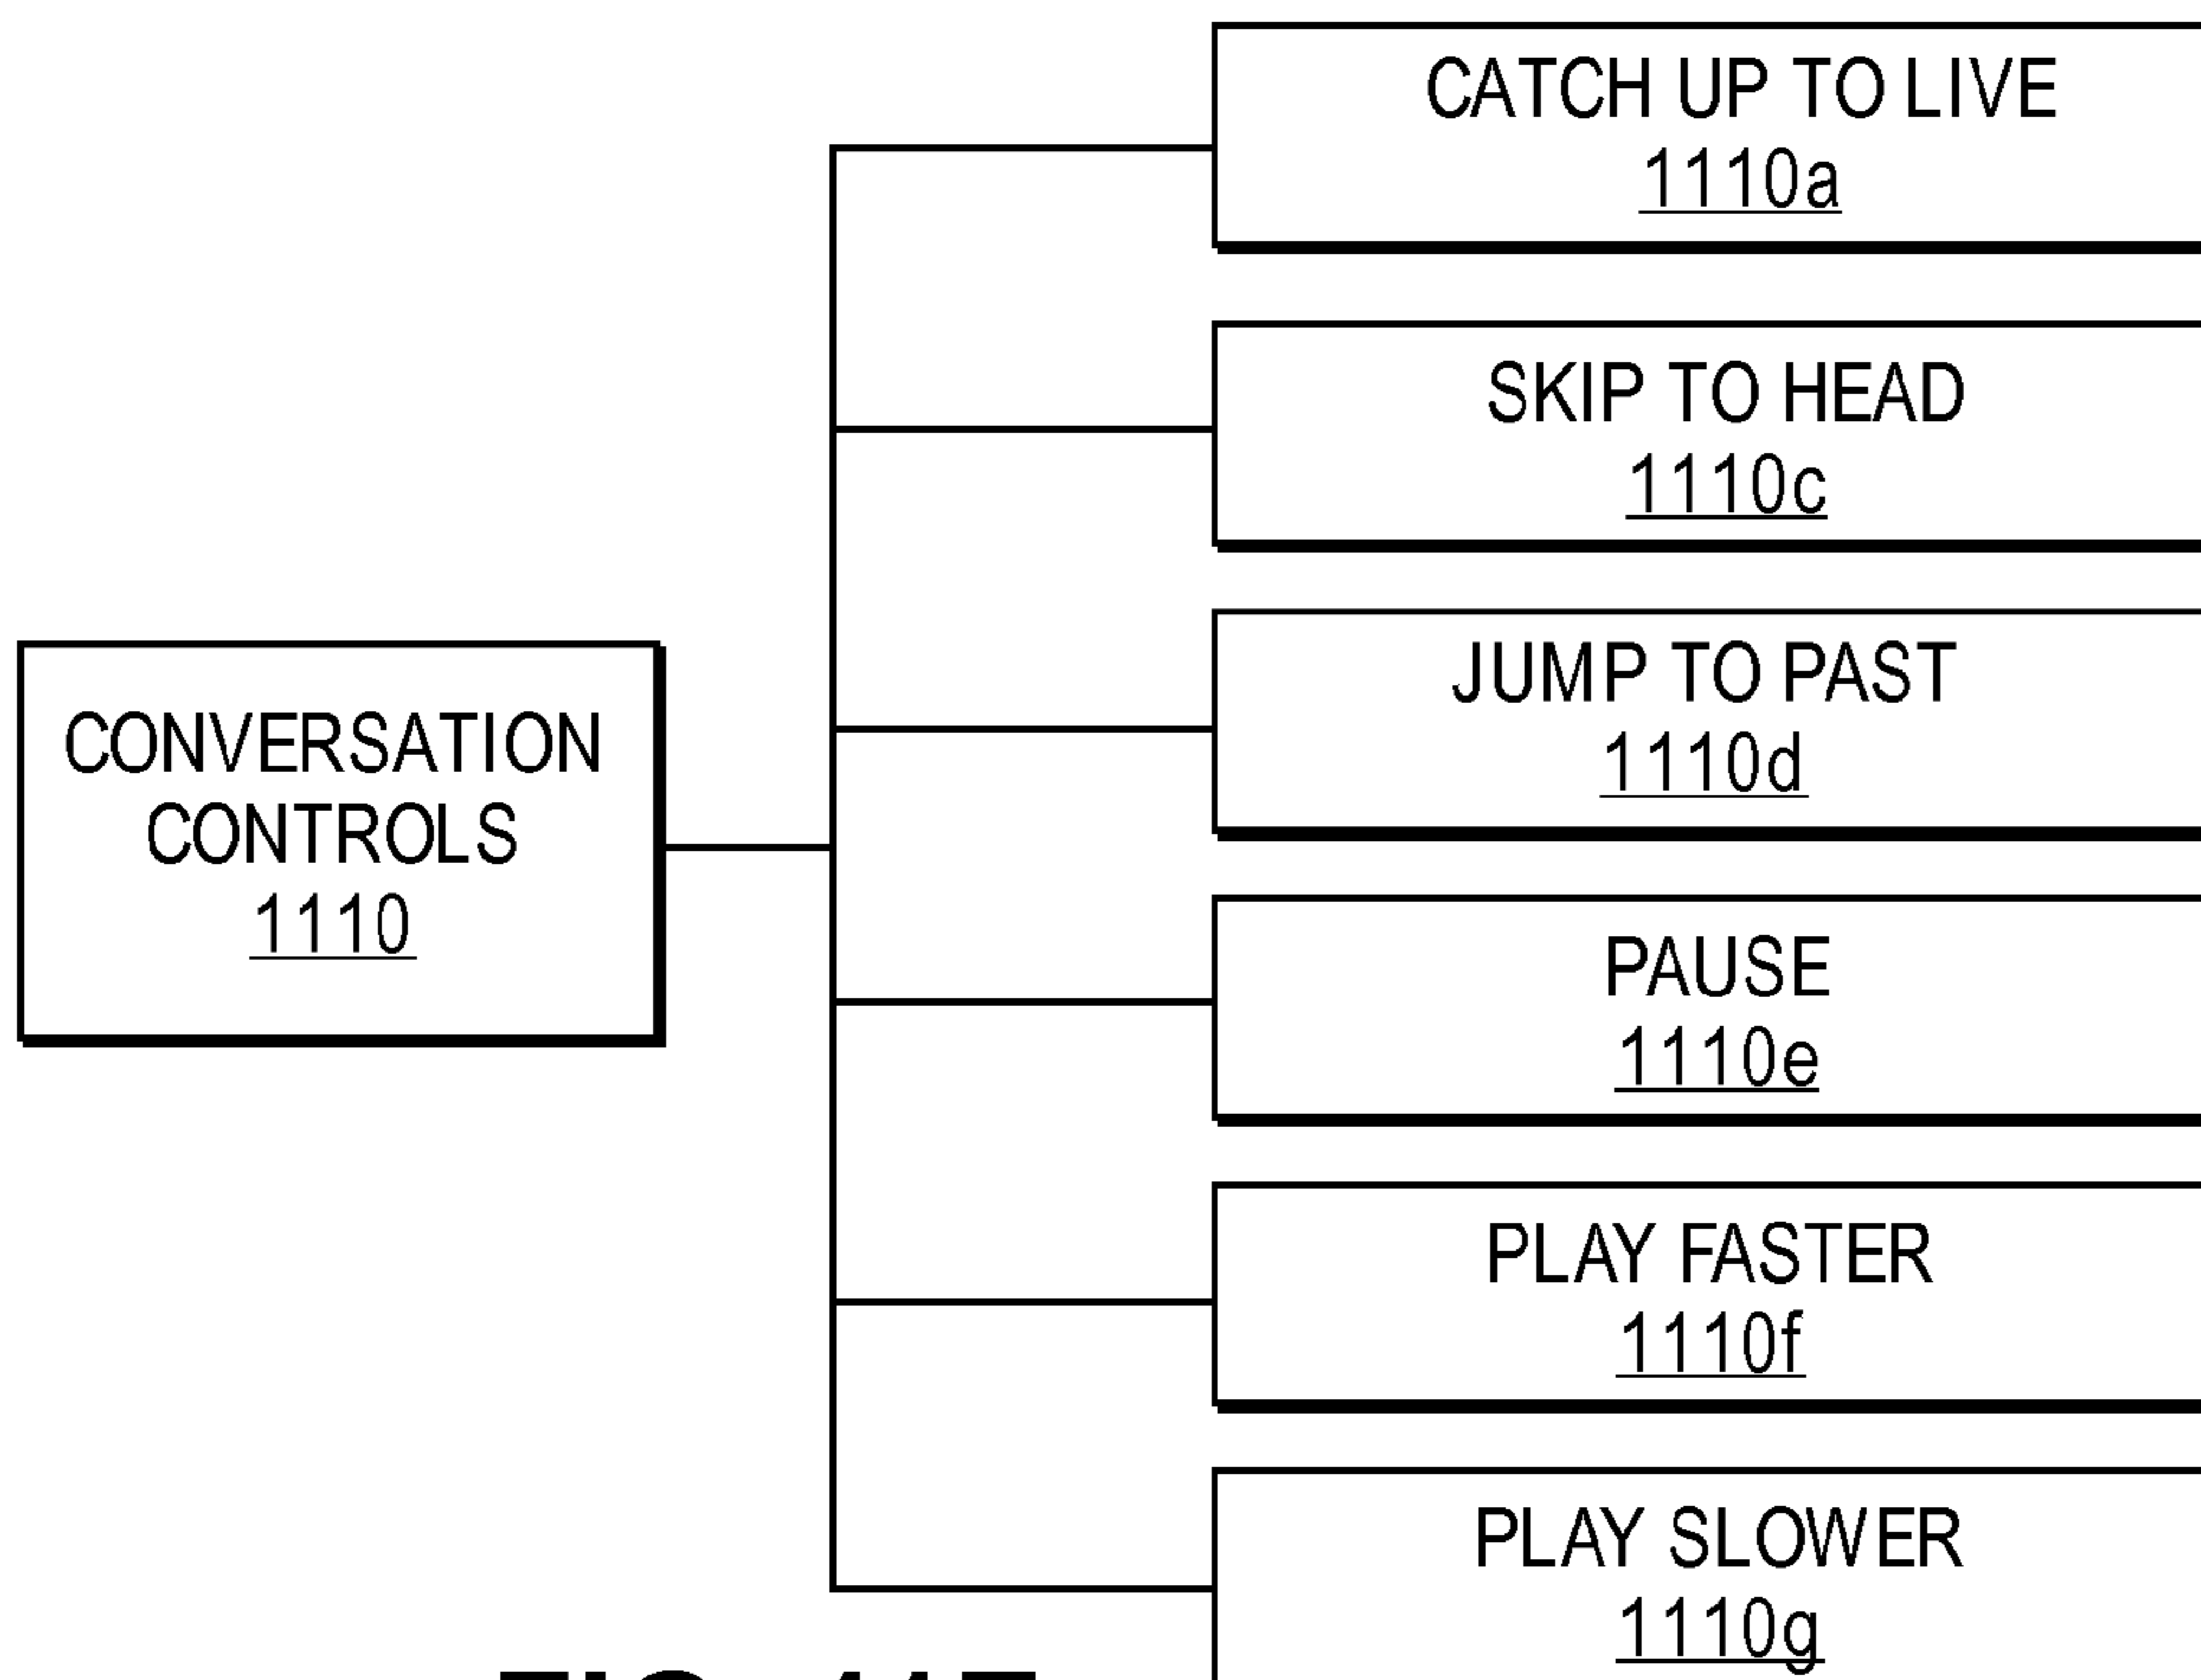 CATCH UP TO LIVE
1110a
SKIP TO HEAD
1110c
JUMP TO PAST
1110d
CONVERSATION
CONTROLS
1110
PAUSE
1110e
PLAY FASTER
1110f
PLAY SLOWER
1110g